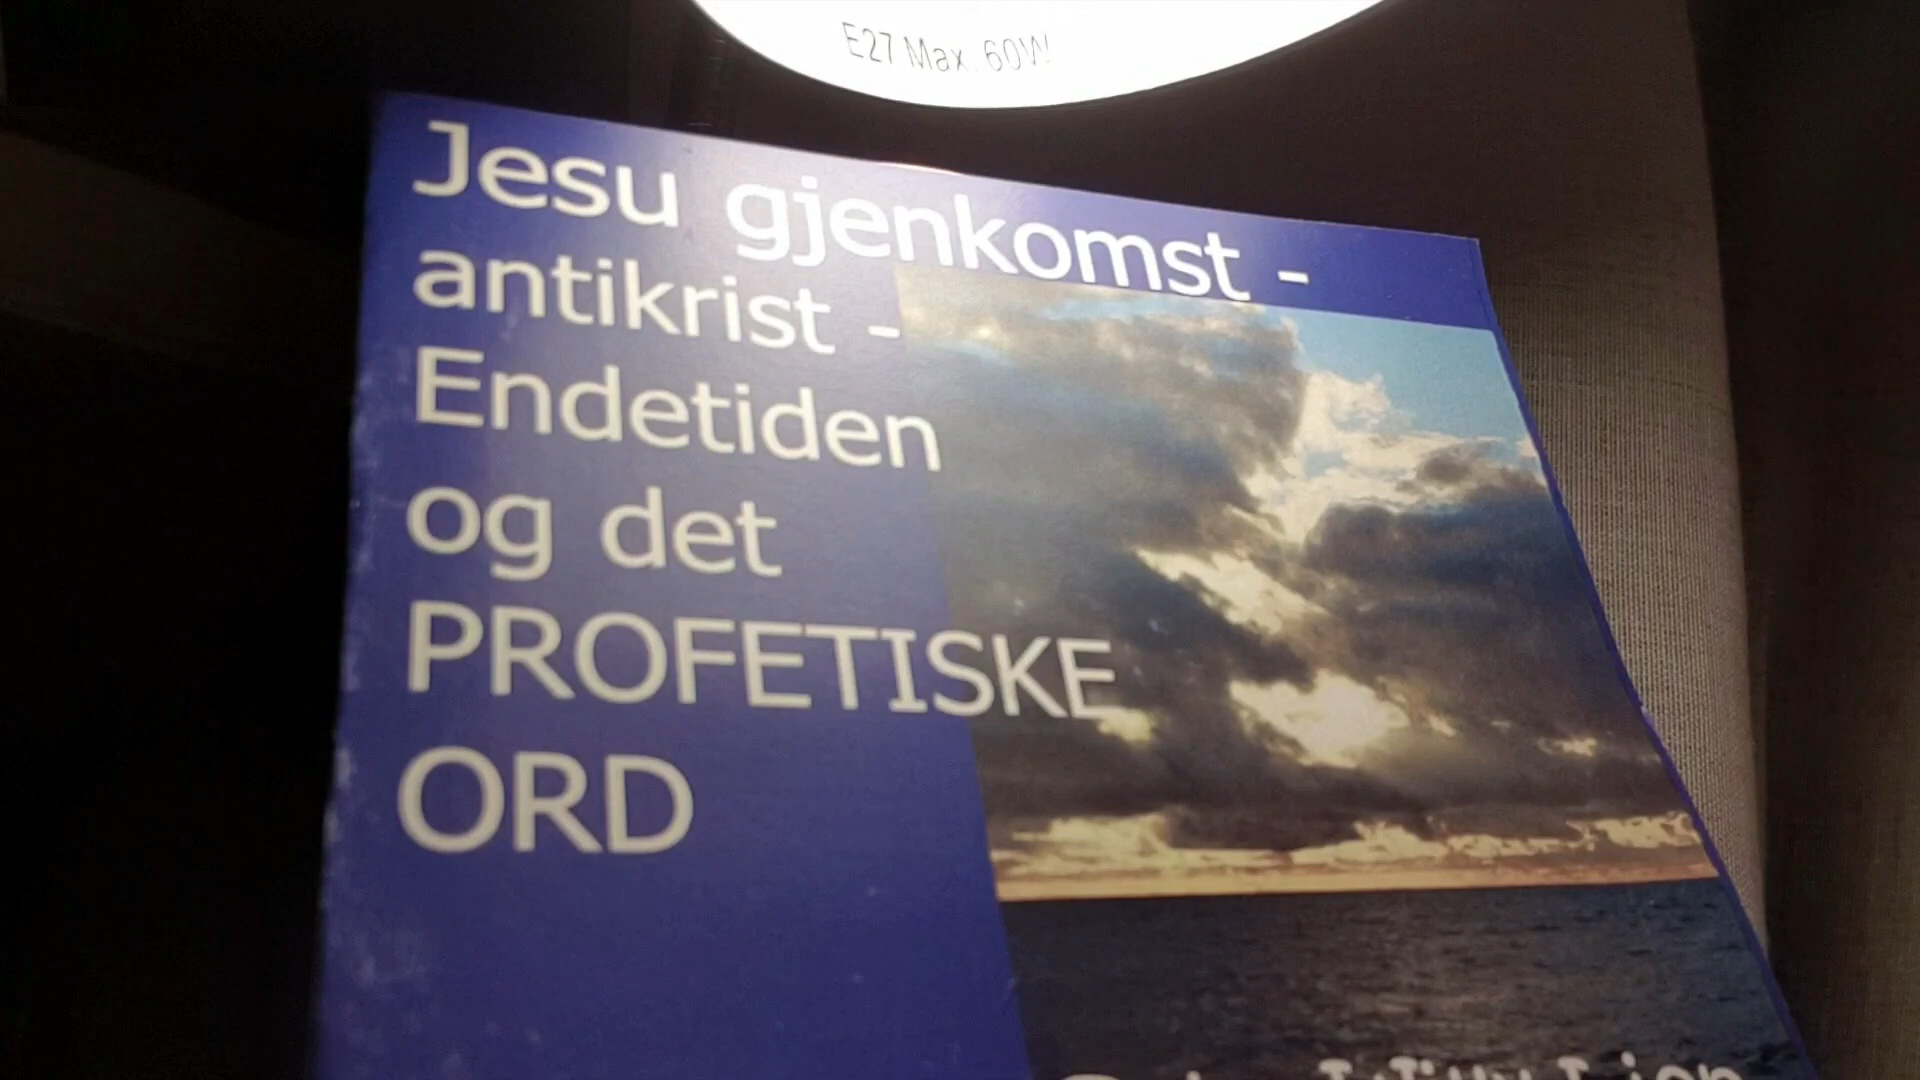 E27 Max. 60W
Jesu gjenkomst -
antikrist -
Endetiden
og det
PROFETISKE
ORD